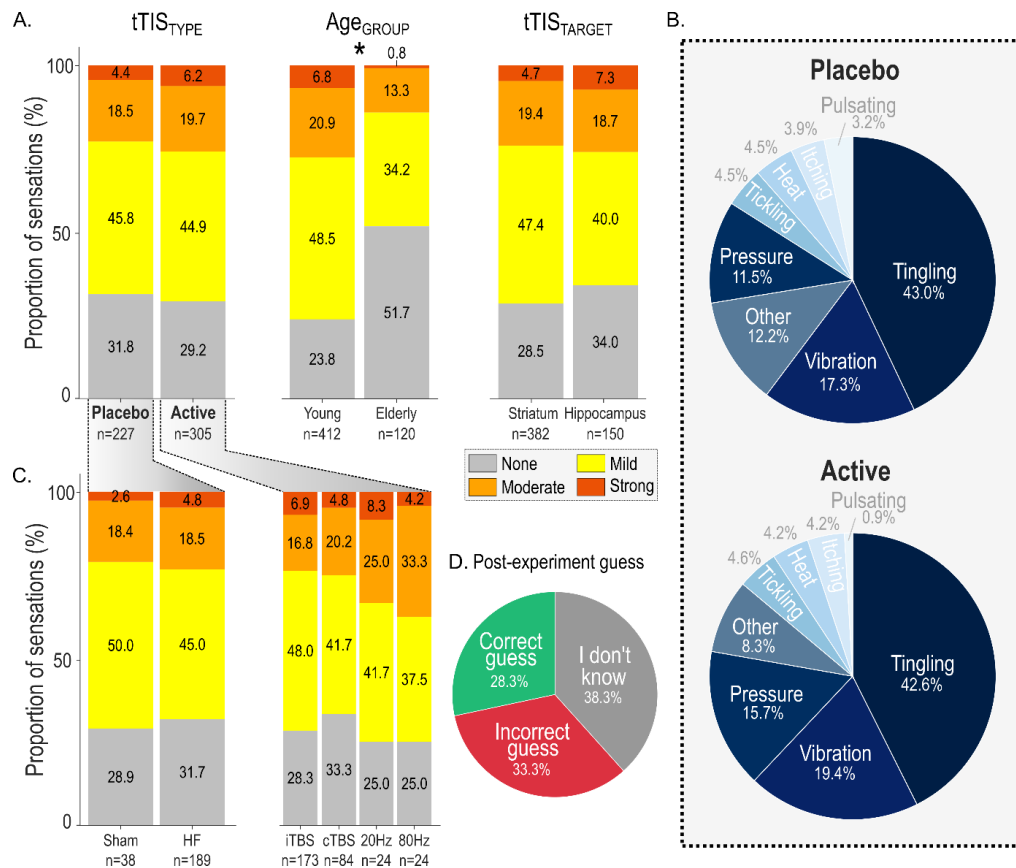 A.
tTIS TYPE
Age GROUP
tTIS TARGET
*
Proportion of sensations (%)
100
50
0
4.4
18.5
45.8
31.8
6.2
19.7
44.9
29.2
6.8
20.9
48.5
23.8
0.8
13.3
34.2
51.7
4.7
19.4
47.4
28.5
7.3
18.7
40.0
34.0
Placebo
n=227
Active
n=305
Young
n=412
Elderly
n=120
Striatum
n=382
Hippocampus
n=150
None
Mild
Moderate
Strong
B.
Placebo
Pulsating
3.2%
Itching
3.9%
Heat
4.5%
Tickling
4.5%
Pressure
11.5%
Other
12.2%
Vibration
17.3%
Tingling
43.0%
Active
Pulsating
0.9%
Itching
4.2%
Heat
4.2%
Tickling
4.6%
Other
8.3%
Pressure
15.7%
Vibration
19.4%
Tingling
42.6%
C.
Proportion of sensations (%)
100
50
0
2.6
18.4
50.0
28.9
4.8
18.5
45.0
31.7
6.9
16.8
48.0
28.3
4.8
20.2
41.7
33.3
8.3
25.0
41.7
25.0
4.2
33.3
37.5
25.0
Sham
n=38
HF
n=189
iTBS
n=173
cTBS
n=84
20Hz
n=24
80Hz
n=24
D. Post-experiment guess
Correct
guess
28.3%
I don't
know
38.3%
Incorrect
guess
33.3%